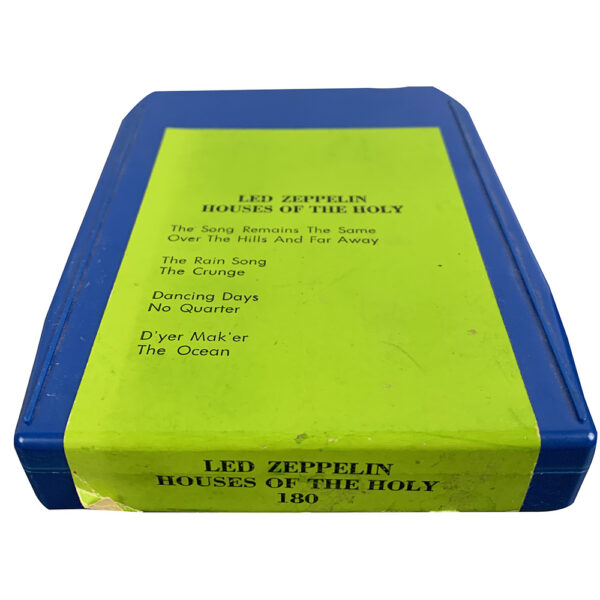 LED ZEPPELIN
HOUSES OF THE HOLY
The Song Remains The Same
Over The Hills And Far Away
The Rain Song
The Crunge
Dancing Days
No Quarter
D'yer Mak'er
The Ocean
LED ZEPPELIN
HOUSES OF THE HOLY
180